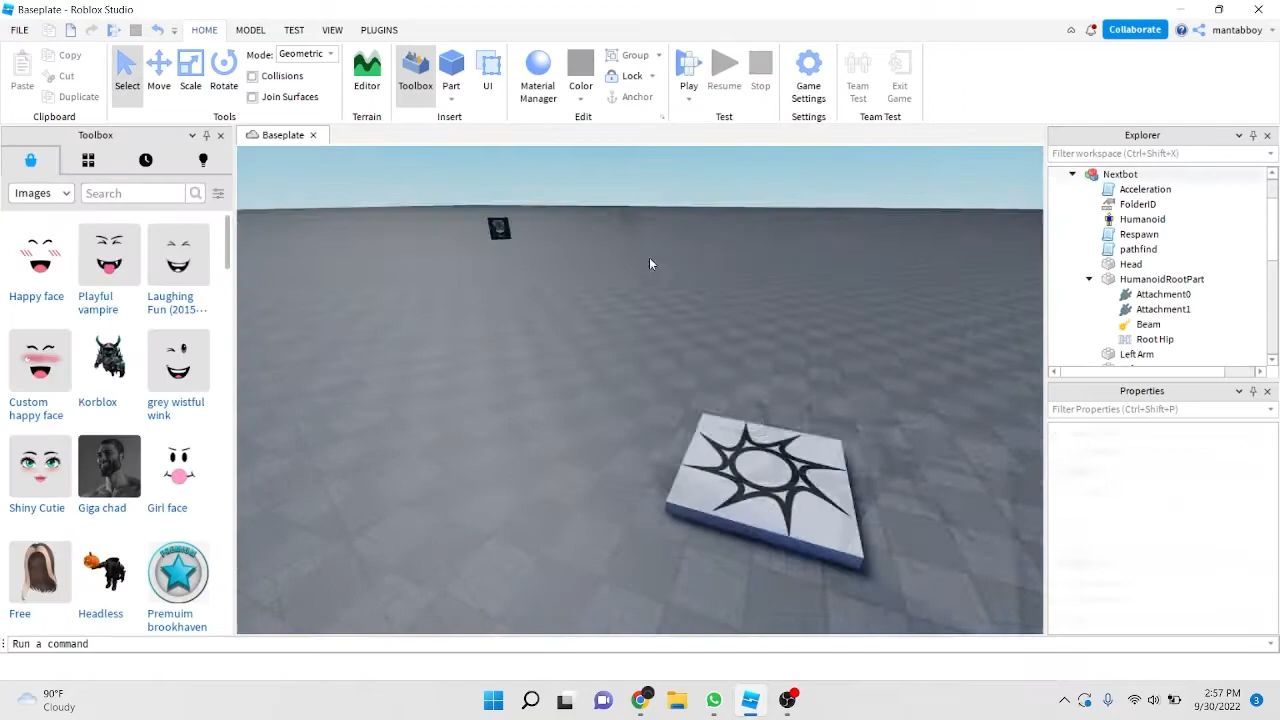 Baseplate - Roblox Studio
FILE
HOME
MODEL
TEST
VIEW
PLUGINS
Collaborate
mantabboy
Paste
Copy
Cut
Duplicate
Clipboard
Select
Move
Scale
Rotate
Mode: Geometric
Collisions
Join Surfaces
Tools
Editor
Terrain
Toolbox
Part
UI
Insert
Material
Manager
Color
Group
Lock
Anchor
Edit
Play
Resume
Stop
Test
Game
Settings
Settings
Team
Test
Exit
Game
Team Test
Toolbox
Images
Search
Happy face
Playful
vampire
Laughing
Fun (2015-···
Custom
happy face
Korblox
grey wistful
wink
Shiny Cutie
Giga chad
Girl face
Free
Headless
PREMIUM
Premuim
brookhaven
Baseplate
Explorer
Filter workspace (Ctrl+Shift+X)
Nextbot
Acceleration
FolderID
Humanoid
Respawn
pathfind
Head
HumanoidRootPart
Attachment0
Attachment1
Beam
Root Hip
Left Arm
Properties
Filter Properties (Ctrl+Shift+P)
Run a command
90°F
Cloudy
2:57 PM
9/30/2022
3